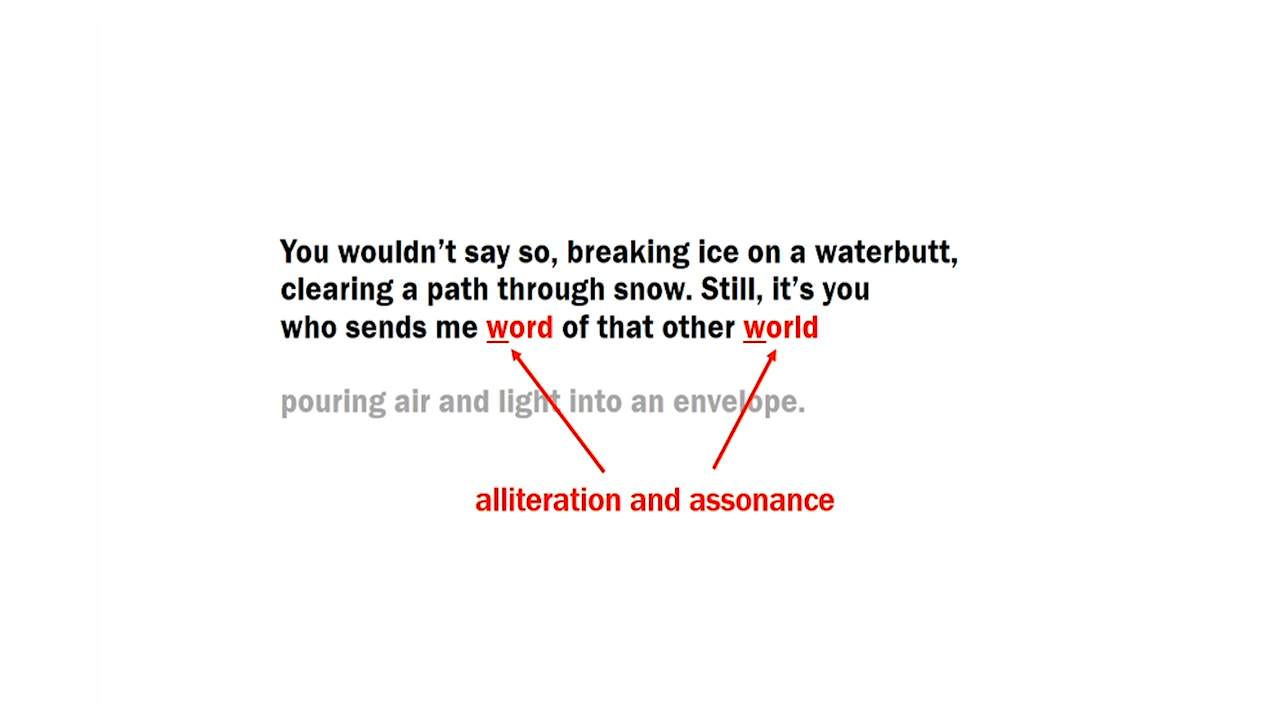 You wouldn’t say so, breaking ice on a waterbutt,
clearing a path through snow. Still, it’s you
who sends me word of that other world
pouring air and light into an envelope.
alliteration and assonance